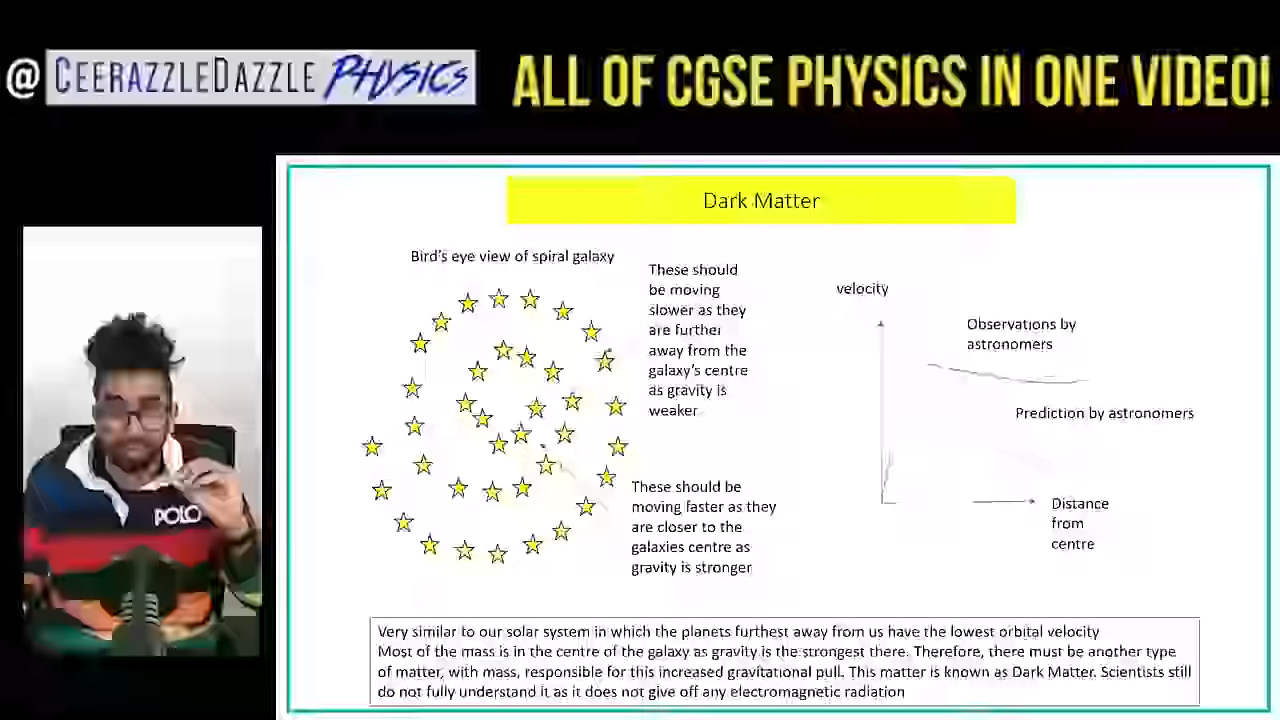 @ CEERAZZLEDAZZLE PHYSICS
ALL OF CGSE PHYSICS IN ONE VIDEO!
Dark Matter
Bird's eye view of spiral galaxy
These should
be moving
slower as they
are further
away from the
galaxy's centre
as gravity is
weaker
These should be
moving faster as they
are closer to the
galaxies centre as
gravity is stronger
velocity
Observations by
astronomers
Prediction by astronomers
Distance
from
centre
POLO
Very similar to our solar system in which the planets furthest away from us have the lowest orbital velocity
Most of the mass is in the centre of the galaxy as gravity is the strongest there. Therefore, there must be another type
of matter, with mass, responsible for this increased gravitational pull. This matter is known as Dark Matter. Scientists still
do not fully understand it as it does not give off any electromagnetic radiation